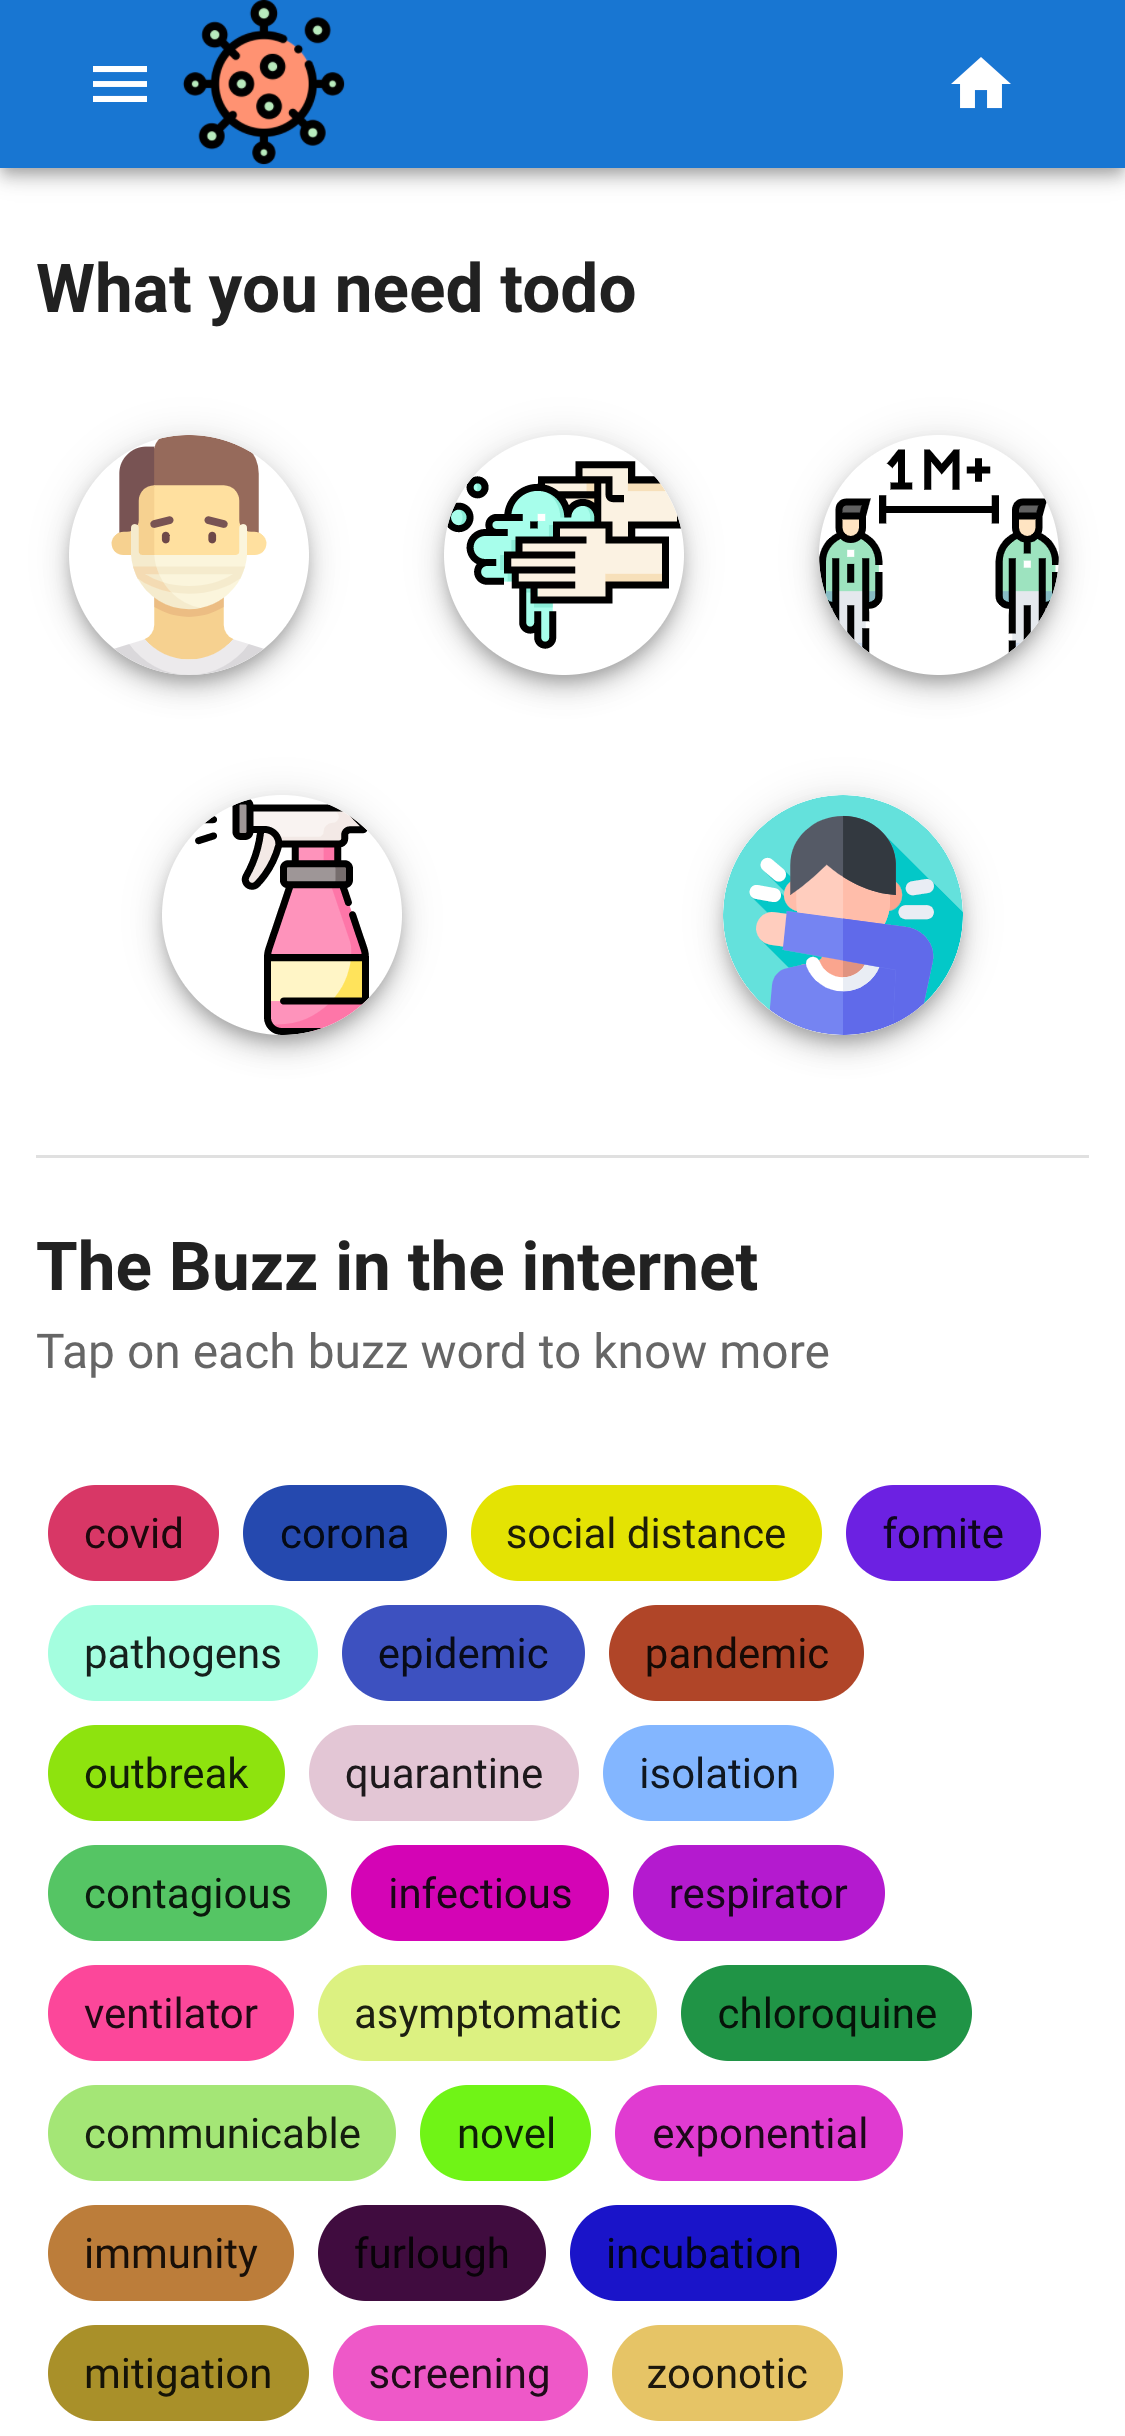 What you need todo
1M+
The Buzz in the internet
Tap on each buzz word to know more
covid corona social distance fomite
pathogens epidemic pandemic
outbreak quarantine isolation
contagious infectious respirator
ventilator asymptomatic chloroquine
communicable novel exponential
immunity furlough incubation
mitigation screening zoonotic